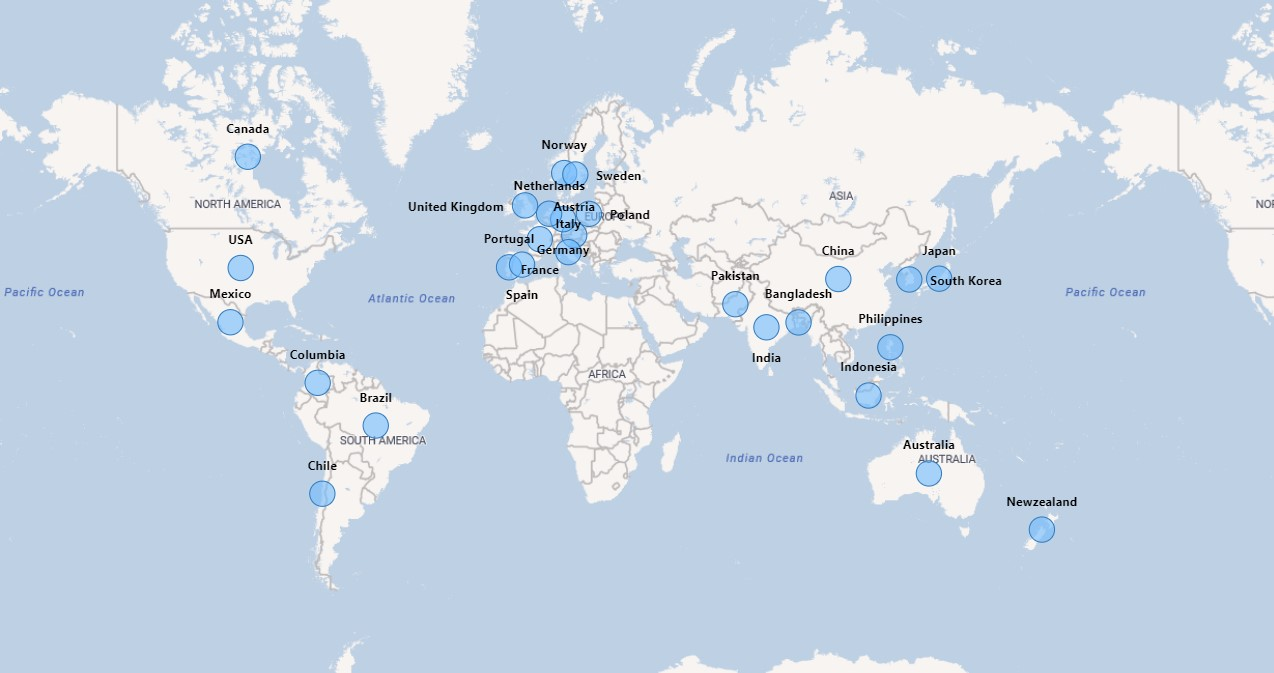 Canada
Norway
Sweden
Netherlands
ASIA
NORTH AMERICA
NOR
United Kingdom
Austria
EUROPE
Poland
Italy
USA
Portugal
Germany
China
Japan
France
Pakistan
South Korea
Pacific Ocean
Atlantic Ocean
Mexico
Spain
Bangladesh
Pacific Ocean
Philippines
Columbia
India
Indonesia
AFRICA
Brazil
SOUTH AMERICA
Australia
AUSTRALIA
Indian Ocean
Chile
Newzealand